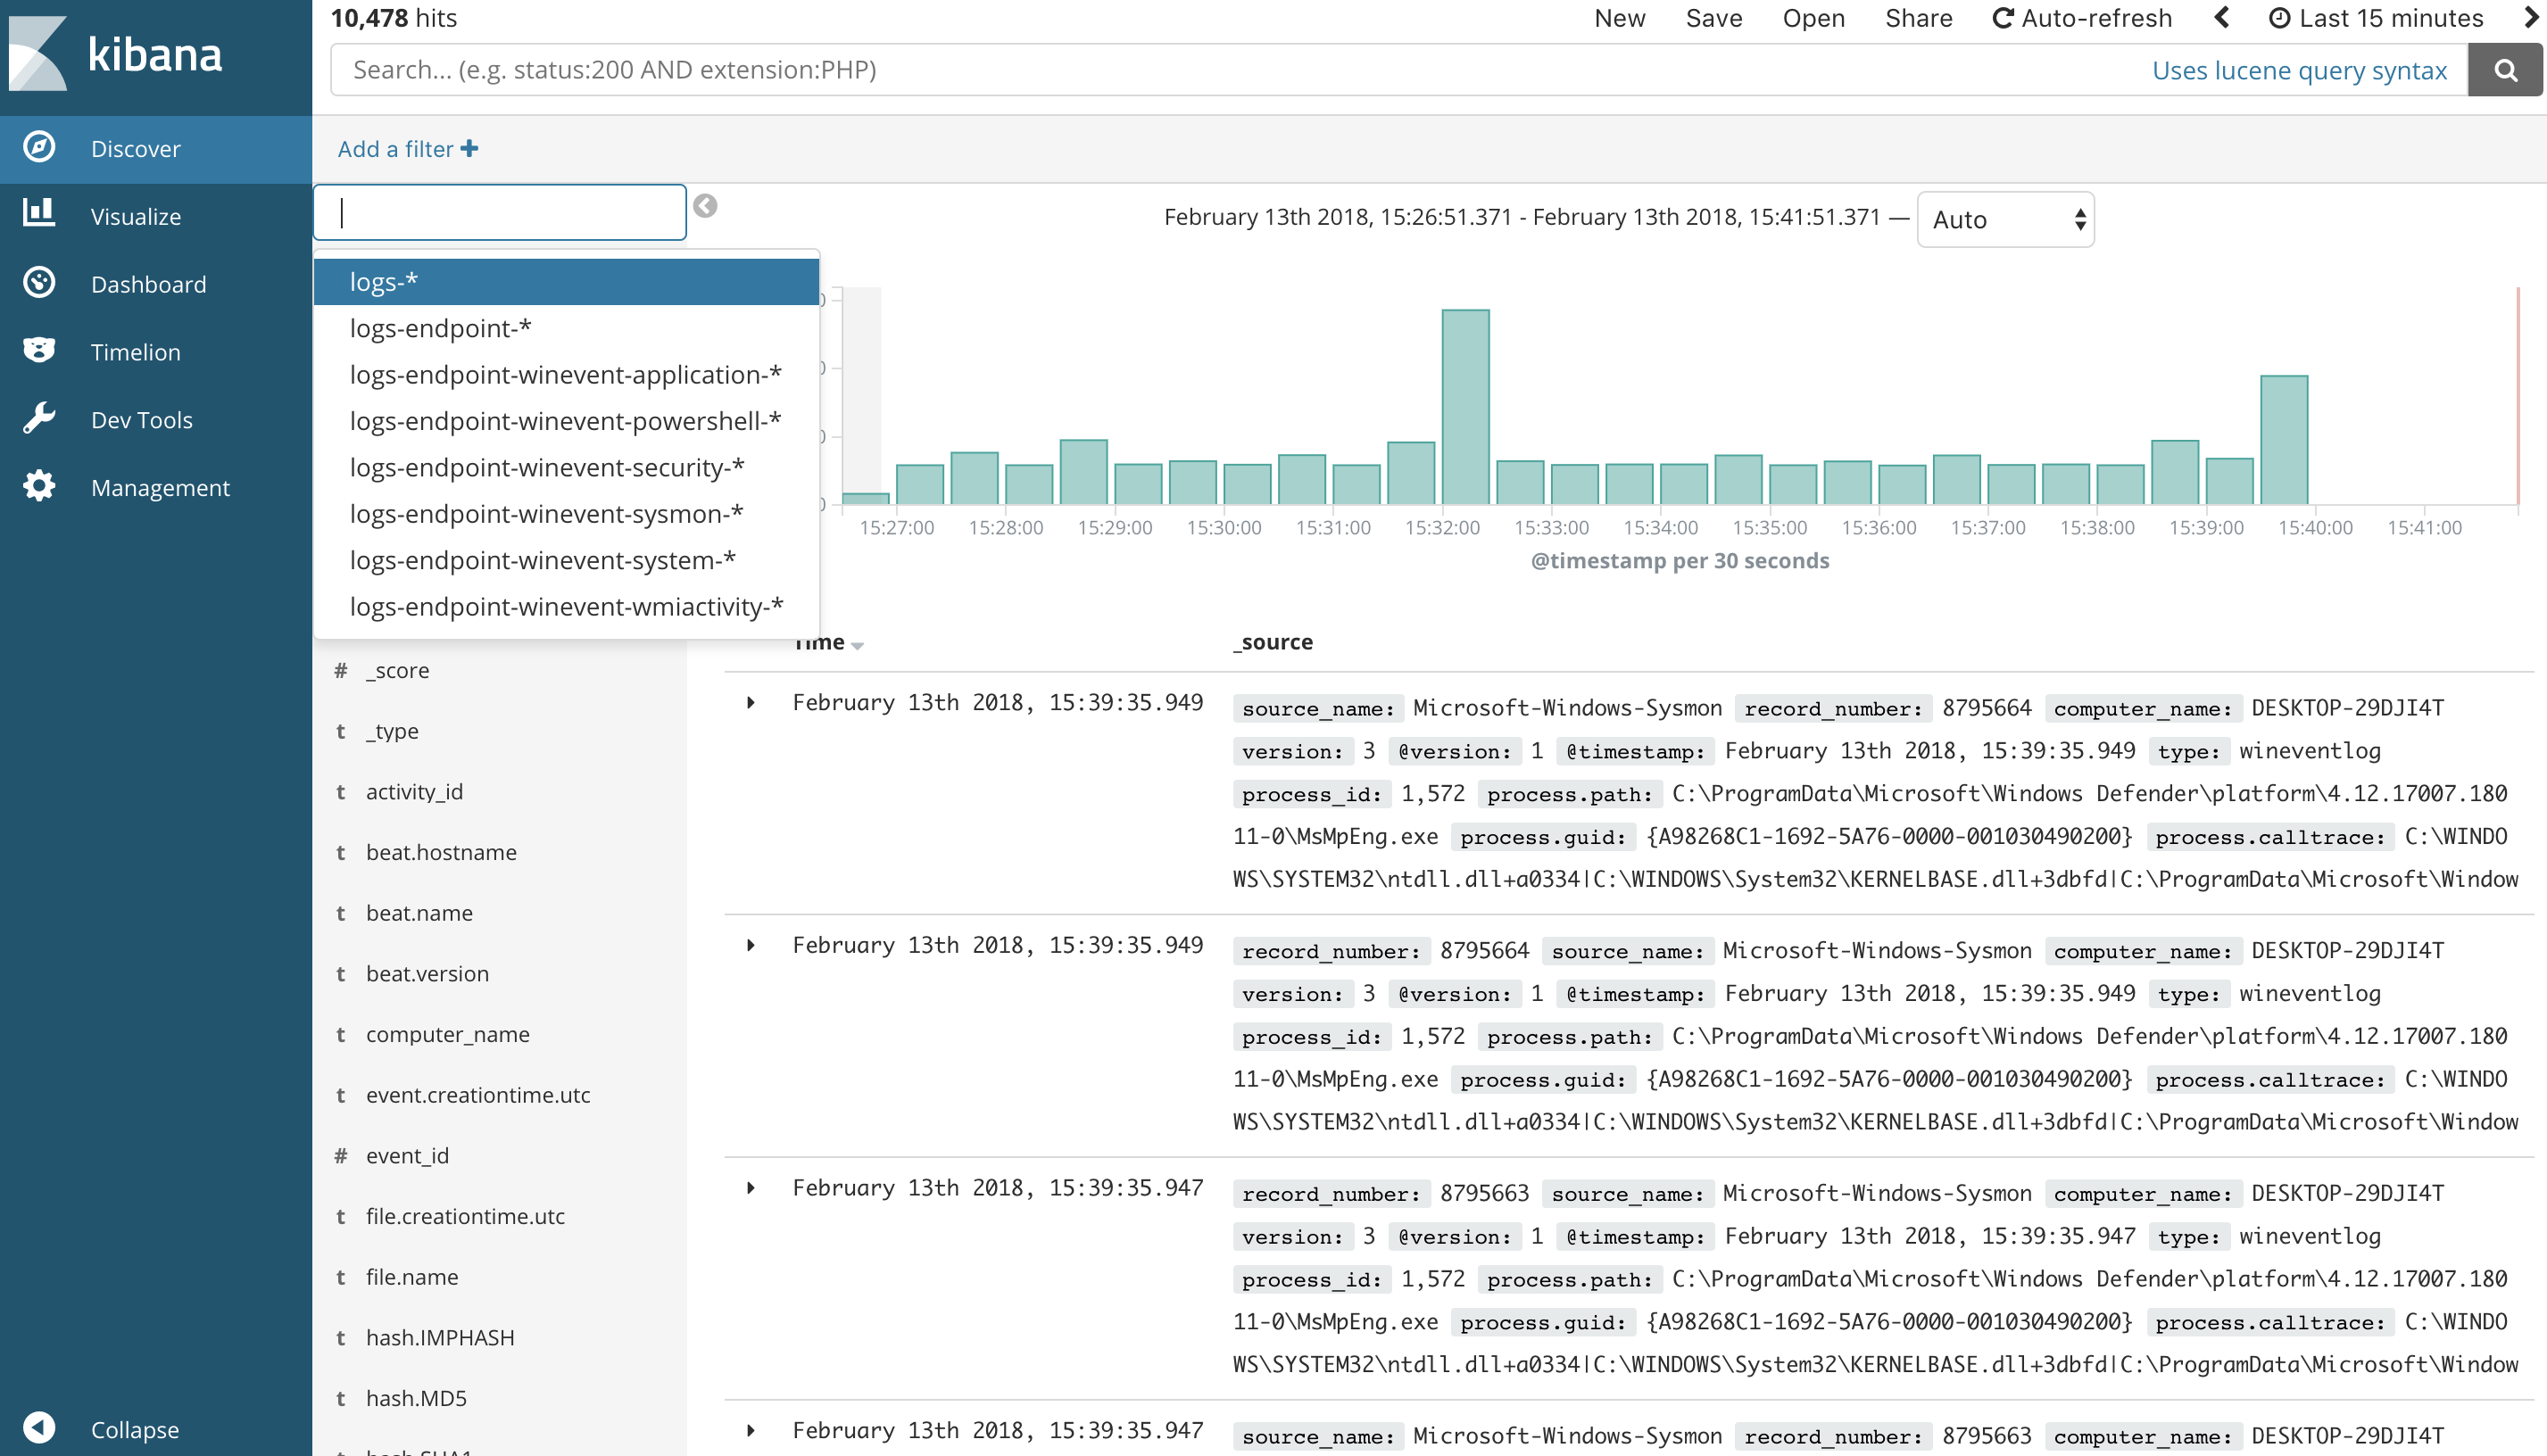 kibana
Discover
Visualize
Dashboard
Timelion
Dev Tools
Management
Collapse
10,478 hits
New Save Open Share Auto-refresh Last 15 minutes
Search... (e.g. status:200 AND extension:PHP) Uses lucene query syntax
Add a filter
logs-*
logs-endpoint-*
logs-endpoint-winevent-application-*
logs-endpoint-winevent-powershell-*
logs-endpoint-winevent-security-*
logs-endpoint-winevent-sysmon-*
logs-endpoint-winevent-system-*
logs-endpoint-winevent-wmiactivity-*
# _score
t _type
t activity_id
t beat.hostname
t beat.name
t beat.version
t computer_name
t event.creationtime.utc
# event_id
t file.creationtime.utc
t file.name
t hash.IMPHASH
t hash.MD5
February 13th 2018, 15:26:51.371 - February 13th 2018, 15:41:51.371 — Auto
15:27:00 15:28:00 15:29:00 15:30:00 15:31:00 15:32:00 15:33:00 15:34:00 15:35:00 15:36:00 15:37:00 15:38:00 15:39:00 15:40:00 15:41:00
@timestamp per 30 seconds
Time _source
February 13th 2018, 15:39:35.949 source_name: Microsoft-Windows-Sysmon record_number: 8795664 computer_name: DESKTOP-29DJI4T
version: 3 @version: 1 @timestamp: February 13th 2018, 15:39:35.949 type: wineventlog
process_id: 1,572 process.path: C:\ProgramData\Microsoft\Windows Defender\platform\4.12.17007.180
11-0\MsMpEng.exe process.guid: {A98268C1-1692-5A76-0000-001030490200} process.calltrace: C:\WINDO
WS\SYSTEM32\ntdll.dll+a0334|C:\WINDOWS\System32\KERNELBASE.dll+3dbfd|C:\ProgramData\Microsoft\Window
February 13th 2018, 15:39:35.949 record_number: 8795664 source_name: Microsoft-Windows-Sysmon computer_name: DESKTOP-29DJI4T
version: 3 @version: 1 @timestamp: February 13th 2018, 15:39:35.949 type: wineventlog
process_id: 1,572 process.path: C:\ProgramData\Microsoft\Windows Defender\platform\4.12.17007.180
11-0\MsMpEng.exe process.guid: {A98268C1-1692-5A76-0000-001030490200} process.calltrace: C:\WINDO
WS\SYSTEM32\ntdll.dll+a0334|C:\WINDOWS\System32\KERNELBASE.dll+3dbfd|C:\ProgramData\Microsoft\Window
February 13th 2018, 15:39:35.947 record_number: 8795663 source_name: Microsoft-Windows-Sysmon computer_name: DESKTOP-29DJI4T
version: 3 @version: 1 @timestamp: February 13th 2018, 15:39:35.947 type: wineventlog
process_id: 1,572 process.path: C:\ProgramData\Microsoft\Windows Defender\platform\4.12.17007.180
11-0\MsMpEng.exe process.guid: {A98268C1-1692-5A76-0000-001030490200} process.calltrace: C:\WINDO
WS\SYSTEM32\ntdll.dll+a0334|C:\WINDOWS\System32\KERNELBASE.dll+3dbfd|C:\ProgramData\Microsoft\Window
February 13th 2018, 15:39:35.947 source_name: Microsoft-Windows-Sysmon record_number: 8795663 computer_name: DESKTOP-29DJI4T